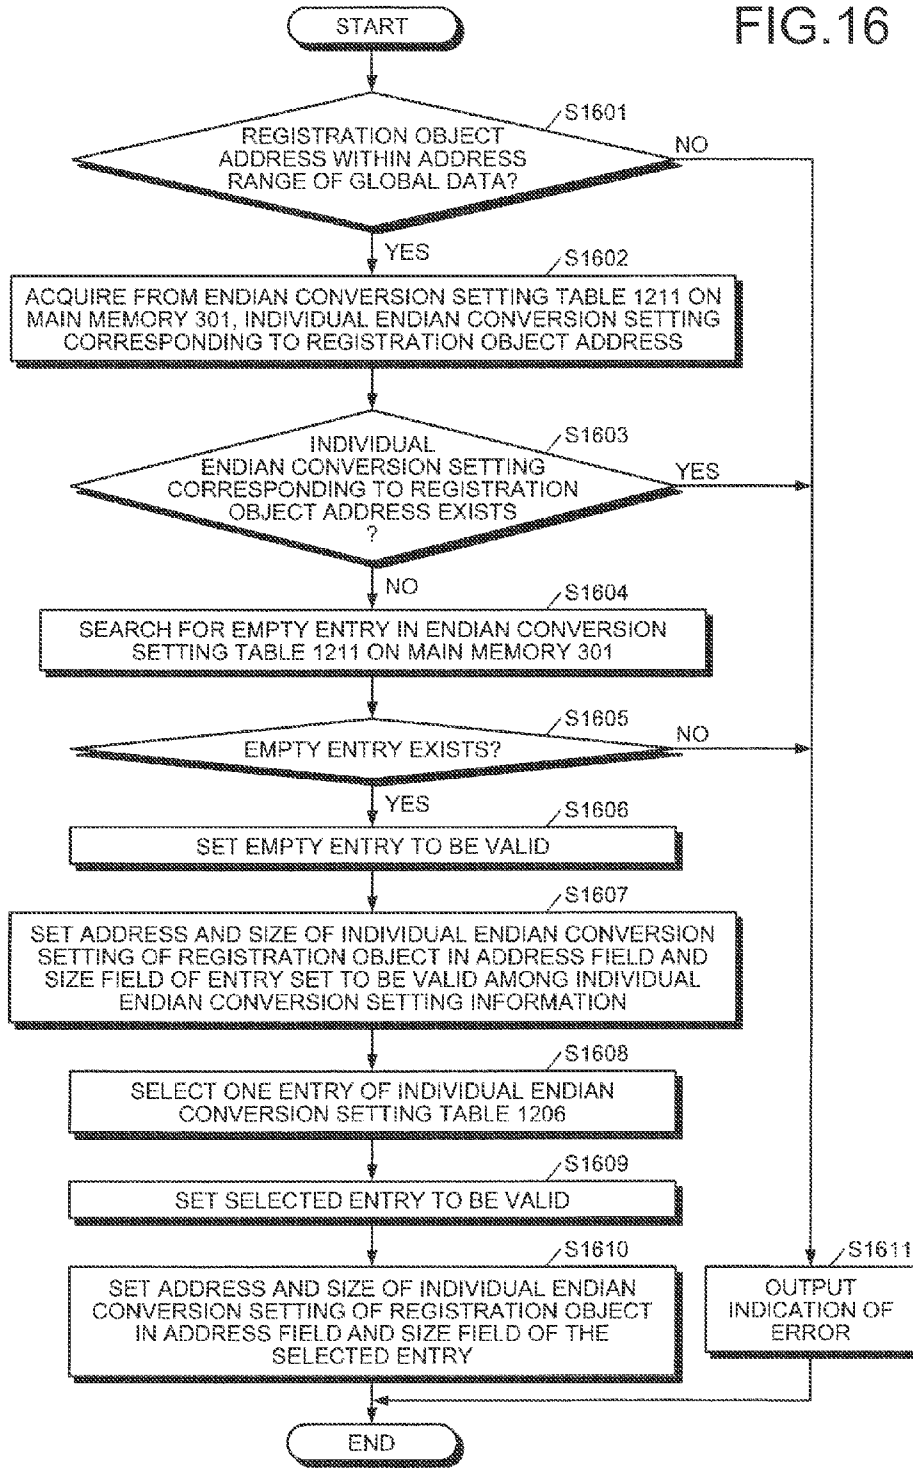 FIG.16
START
S1601
REGISTRATION OBJECT
ADDRESS WITHIN ADDRESS
RANGE OF GLOBAL DATA?
NO
YES
S1602
ACQUIRE FROM ENDIAN CONVERSION SETTING TABLE 1211 ON
MAIN MEMORY 301, INDIVIDUAL ENDIAN CONVERSION SETTING
CORRESPONDING TO REGISTRATION OBJECT ADDRESS
S1603
INDIVIDUAL
ENDIAN CONVERSION SETTING
CORRESPONDING TO REGISTRATION
OBJECT ADDRESS EXISTS
?
YES
NO
S1604
SEARCH FOR EMPTY ENTRY IN ENDIAN CONVERSION
SETTING TABLE 1211 ON MAIN MEMORY 301
S1605
EMPTY ENTRY EXISTS?
NO
YES
S1606
SET EMPTY ENTRY TO BE VALID
S1607
SET ADDRESS AND SIZE OF INDIVIDUAL ENDIAN CONVERSION
SETTING OF REGISTRATION OBJECT IN ADDRESS FIELD AND
SIZE FIELD OF ENTRY SET TO BE VALID AMONG INDIVIDUAL
ENDIAN CONVERSION SETTING INFORMATION
S1608
SELECT ONE ENTRY OF INDIVIDUAL ENDIAN
CONVERSION SETTING TABLE 1206
S1609
SET SELECTED ENTRY TO BE VALID
S1610
SET ADDRESS AND SIZE OF INDIVIDUAL ENDIAN
CONVERSION SETTING OF REGISTRATION OBJECT
IN ADDRESS FIELD AND SIZE FIELD OF THE
SELECTED ENTRY
S1611
OUTPUT
INDICATION OF
ERROR
END